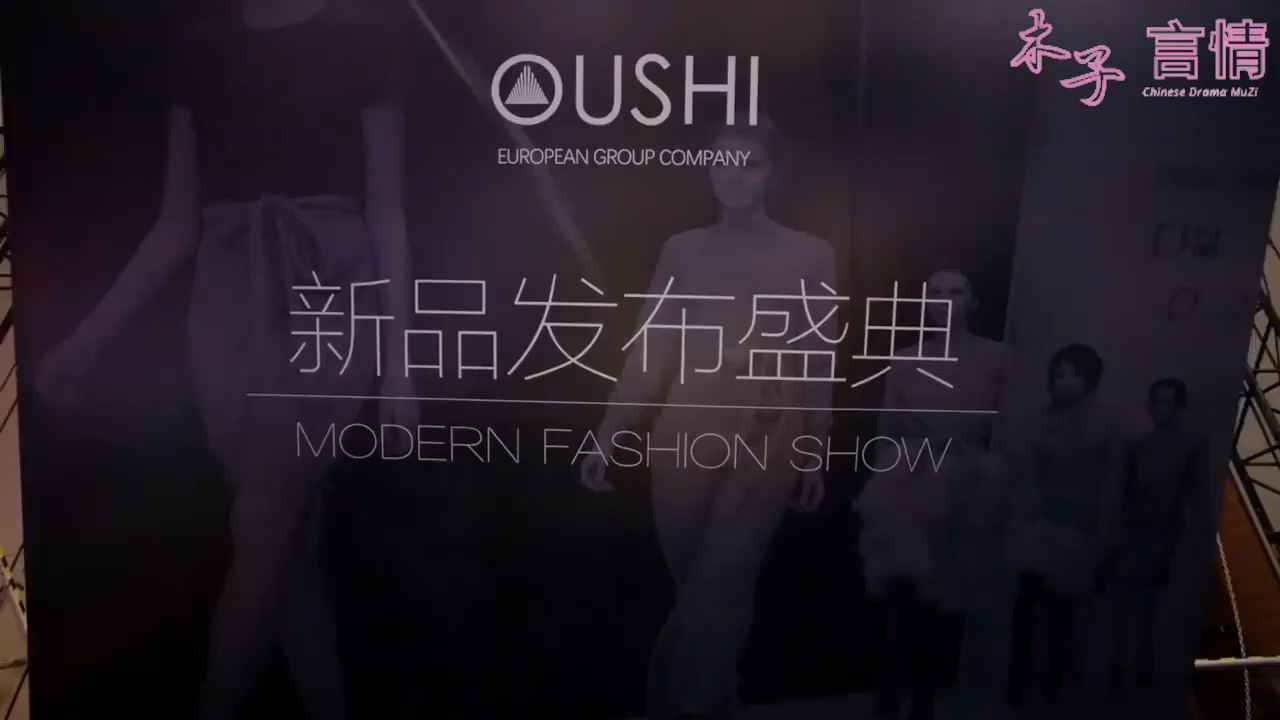 OUSHI
EUROPEAN GROUP COMPANY
新品发布盛典
MODERN FASHION SHOW
木子 言情
Chinese Drama MuZi